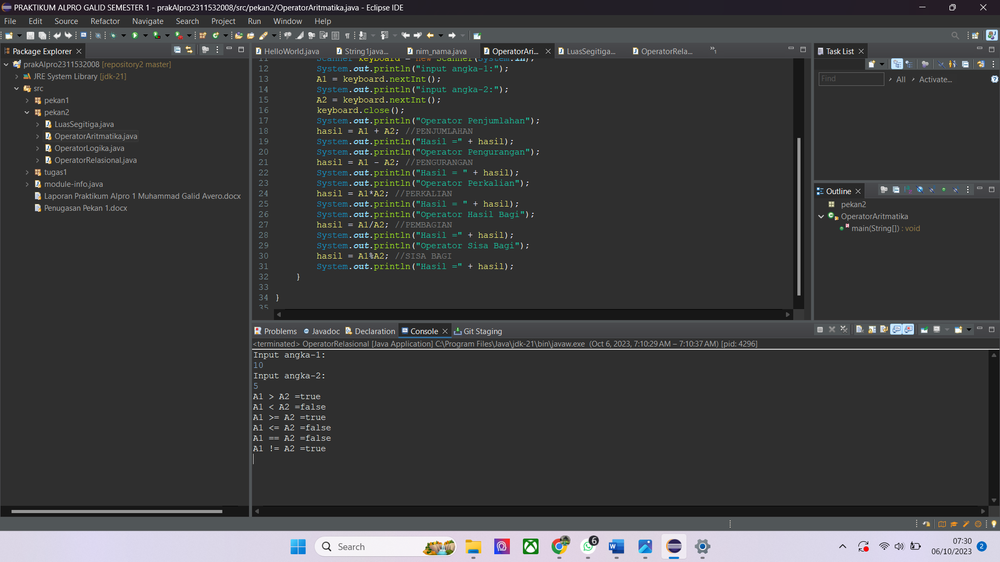 PRAKTIKUM ALPRO GALID SEMESTER 1 - prakAlpro2311532008/src/pekan2/OperatorAritmatika.java - Eclipse IDE
File Edit Source Refactor Navigate Search Project Run Window Help
Package Explorer
prakAlpro2311532008 [repository2 master]
JRE System Library [jdk-21]
src
pekan1
pekan2
LuasSegitiga.java
OperatorAritmatika.java
OperatorLogika.java
OperatorRelasional.java
tugas1
module-info.java
Laporan Praktikum Alpro 1 Muhammad Galid Avero.docx
Penugasan Pekan 1.docx
HelloWorld.java String1java... nim_nama.java OperatorAri... LuasSegitiga... OperatorRela... »1
11 Scanner keyboard = new Scanner(System.in);
12 System.out.println("input angka-1:");
13 A1 = keyboard.nextInt();
14 System.out.println("input angka-2:");
15 A2 = keyboard.nextInt();
16 keyboard.close();
17 System.out.println("Operator Penjumlahan");
18 hasil = A1 + A2; //PENJUMLAHAN
19 System.out.println("Hasil =" + hasil);
20 System.out.println("Operator Pengurangan");
21 hasil = A1 - A2; //PENGURANGAN
22 System.out.println("Hasil = " + hasil);
23 System.out.println("Operator Perkalian");
24 hasil = A1*A2; //PERKALIAN
25 System.out.println("Hasil = " + hasil);
26 System.out.println("Operator Hasil Bagi");
27 hasil = A1/A2; //PEMBAGIAN
28 System.out.println("Hasil =" + hasil);
29 System.out.println("Operator Sisa Bagi");
30 hasil = A1%A2; //SISA BAGI
31 System.out.println("Hasil =" + hasil);
32 }
33
34 }
35
Task List
Find All Activate...
Outline
pekan2
OperatorAritmatika
main(String[]) : void
Problems Javadoc Declaration Console Git Staging
<terminated> OperatorRelasional [Java Application] C:\Program Files\Java\jdk-21\bin\javaw.exe (Oct 6, 2023, 7:10:29 AM – 7:10:37 AM) [pid: 4296]
Input angka-1:
10
Input angka-2:
5
A1 > A2 =true
A1 < A2 =false
A1 >= A2 =true
A1 <= A2 =false
A1 == A2 =false
A1 != A2 =true
Search
6
07:30
06/10/2023
2